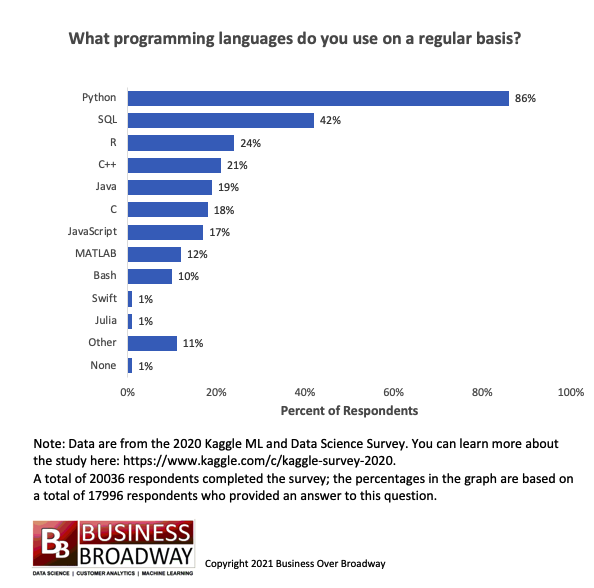 What programming languages do you use on a regular basis?
Python 86%
SQL 42%
R 24%
C++ 21%
Java 19%
C 18%
JavaScript 17%
MATLAB 12%
Bash 10%
Swift 1%
Julia 1%
Other 11%
None 1%
0% 20% 40% 60% 80% 100%
Percent of Respondents
Note: Data are from the 2020 Kaggle ML and Data Science Survey. You can learn more about
the study here: https://www.kaggle.com/c/kaggle-survey-2020.
A total of 20036 respondents completed the survey; the percentages in the graph are based on
a total of 17996 respondents who provided an answer to this question.
BB BUSINESS
BROADWAY
DATA SCIENCE | CUSTOMER ANALYTICS | MACHINE LEARNING
Copyright 2021 Business Over Broadway